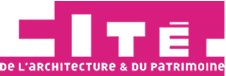 CITÉ
DE L'ARCHITECTURE & DU PATRIMOINE